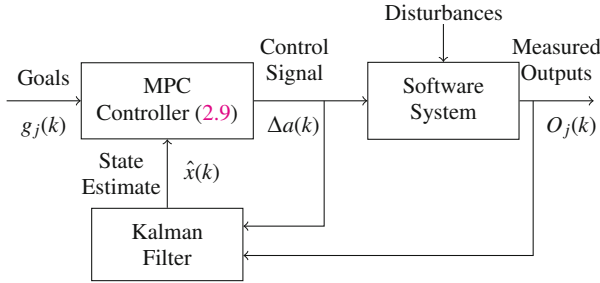 Disturbances
Goals
g_j(k)
MPC
Controller (2.9)
Control
Signal
Δa(k)
Software
System
Measured
Outputs
O_j(k)
State
Estimate
x̂(k)
Kalman
Filter